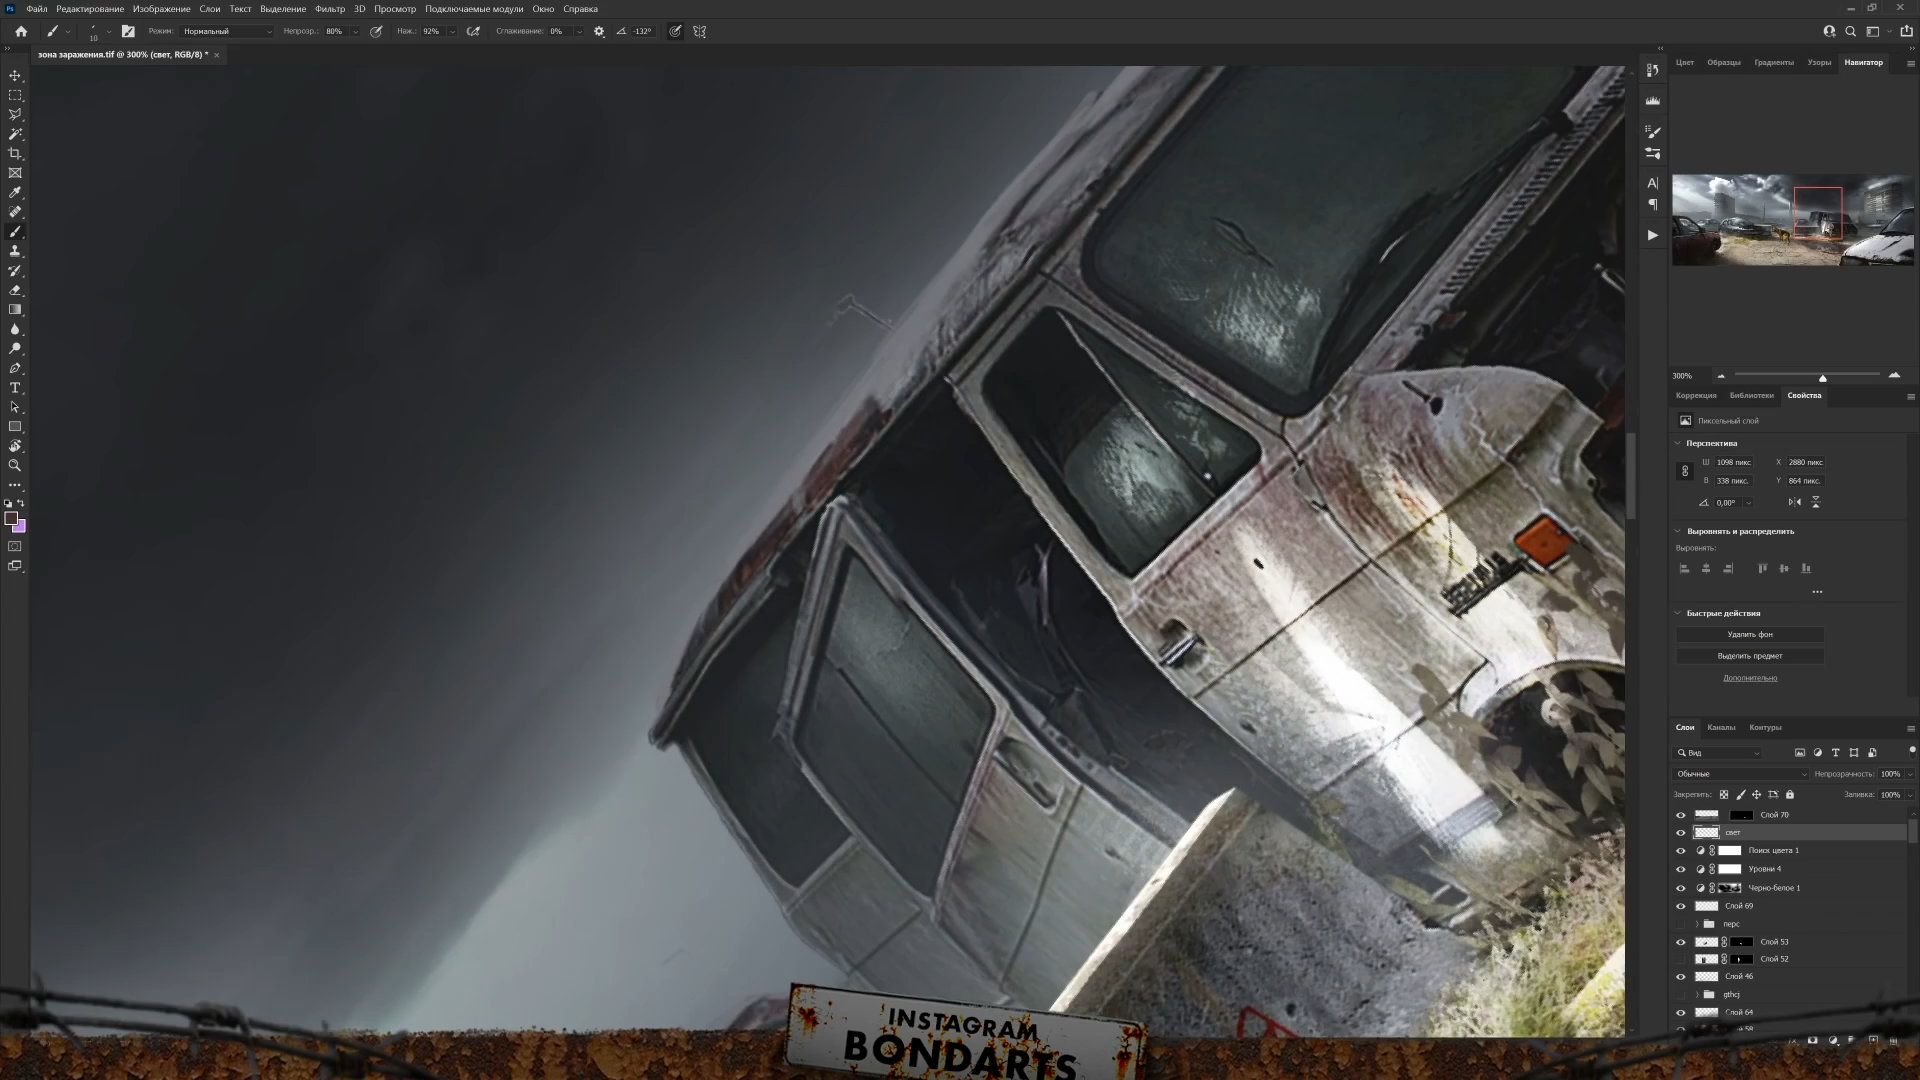 Ps Файл Редактирование Изображение Слои Текст Выделение Фильтр 3D Просмотр Подключаемые модули Окно Справка
10 Режим: Нормальный Непрозр.: 80% Наж.: 92% Сглаживание: 0% -132°
зона заражения.tif @ 300% (свет, RGB/8) *
Цвет Образцы Градиенты Узоры Навигатор
300%
Коррекция Библиотеки Свойства
Пиксельный слой
Перспектива
Ш 1098 пикс X 2880 пикс
В 338 пикс. Y 864 пикс.
0,00°
Выровнять и распределить
Выровнять:
Быстрые действия
Удалить фон
Выделить предмет
Дополнительно
Слои Каналы Контуры
Вид
Обычные Непрозрачность: 100%
Закрепить: Заливка: 100%
Слой 70
свет
Поиск цвета 1
Уровни 4
Черно-белое 1
Слой 69
перс
Слой 53
Слой 52
Слой 46
gthcj
Слой 64
INSTAGRAM
BONDARTS